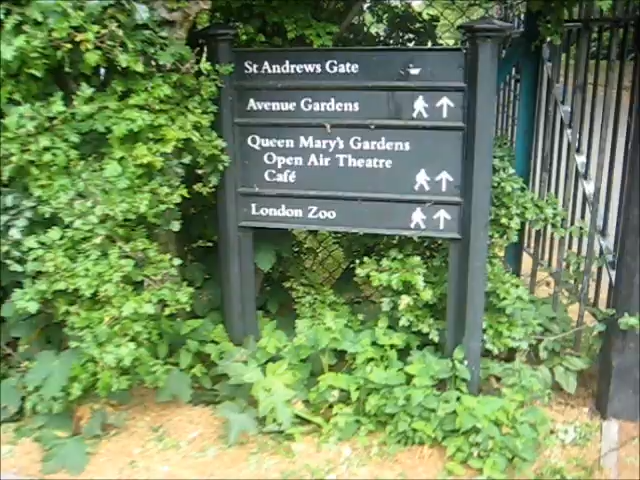 St Andrews Gate
Avenue Gardens
Queen Mary's Gardens
Open Air Theatre
Café
London Zoo